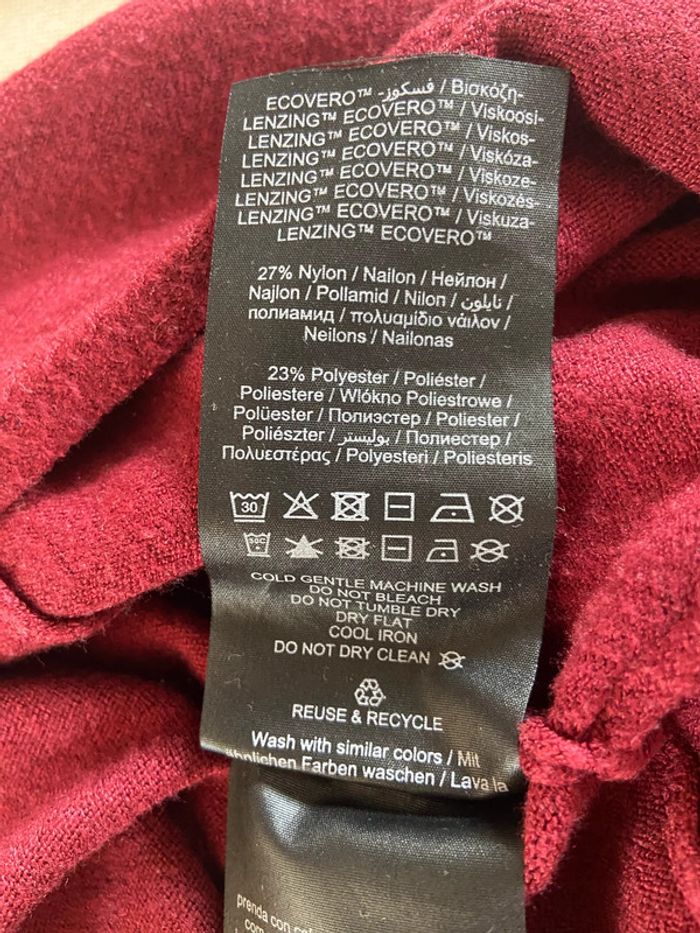 ECOVERO™ -فسكوز / Βισκόζη-
LENZING™ ECOVERO™ / Viskoosi-
LENZING™ ECOVERO™ / Viskos-
LENZING™ ECOVERO™ / Viskóza-
LENZING™ ECOVERO™ / Viskoze-
LENZING™ ECOVERO™ / Viskozės-
LENZING™ ECOVERO™ / Viskuza-
LENZING™ ECOVERO™
27% Nylon / Nailon / Нейлон /
Najlon / Poliamid / Nilon / نايلون /
полиамид / πολυαμίδιο νάιλον /
Neilons / Nailonas
23% Polyester / Poliéster /
Poliestere / Włókno Poliestrowe /
Polüester / Полиэстер / Poliester /
Poliészter / بوليستر / Полиестер /
Πολυεστέρας / Polyesteri / Poliesteris
30
30C
COLD GENTLE MACHINE WASH
DO NOT BLEACH
DO NOT TUMBLE DRY
DRY FLAT
COOL IRON
DO NOT DRY CLEAN
REUSE & RECYCLE
Wash with similar colors / Mit
ähnlichen Farben waschen / Lava la
prenda con